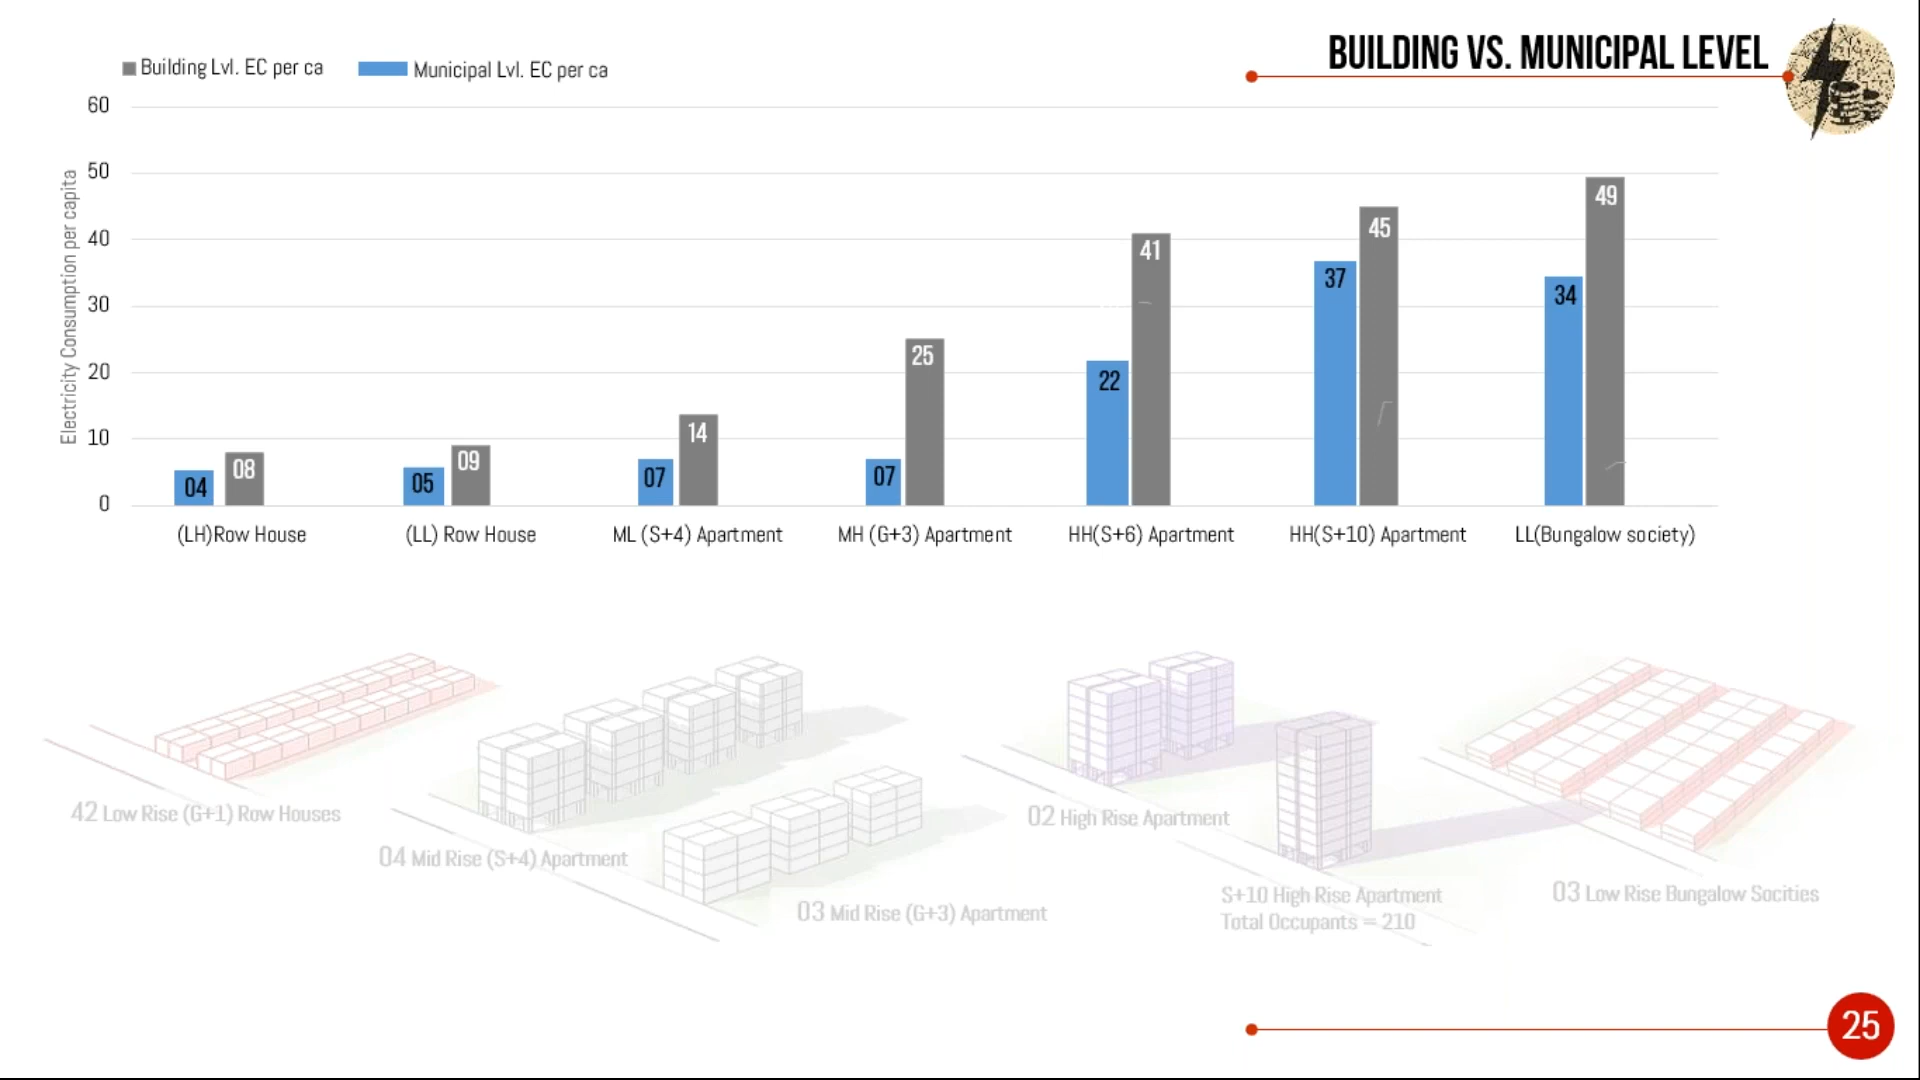 BUILDING VS. MUNICIPAL LEVEL
Building Lvl. EC per ca
Municipal Lvl. EC per ca
Electricity Consumption per capita
60
50
40
30
20
10
0
04
08
05
09
07
14
07
25
22
41
37
45
34
49
(LH)Row House
(LL) Row House
ML (S+4) Apartment
MH (G+3) Apartment
HH(S+6) Apartment
HH(S+10) Apartment
LL(Bungalow society)
42 Low Rise (G+1) Row Houses
04 Mid Rise (S+4) Apartment
03 Mid Rise (G+3) Apartment
02 High Rise Apartment
S+10 High Rise Apartment
Total Occupants = 210
03 Low Rise Bungalow Socities
25